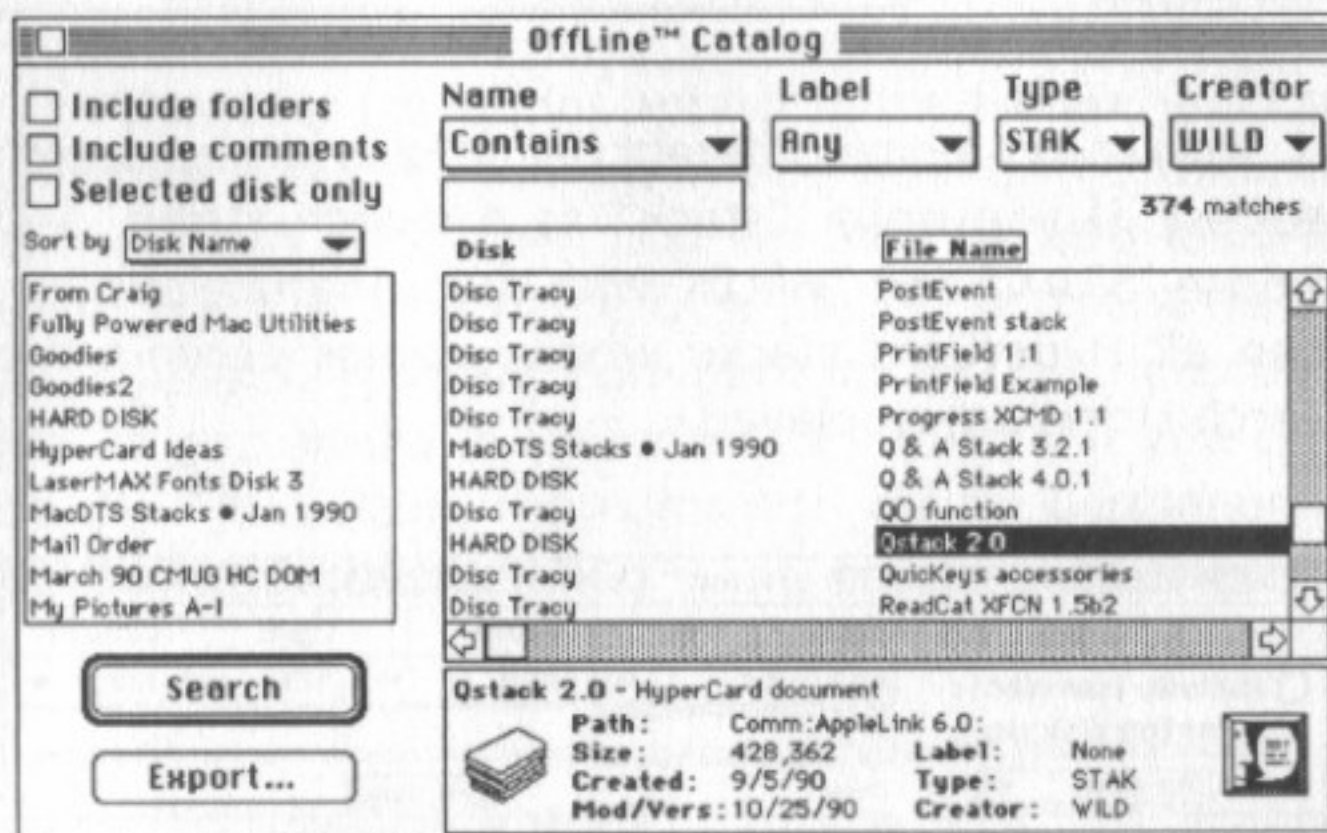 OffLine™ Catalog
Include folders
Include comments
Selected disk only
Sort by Disk Name
From Craig
Fully Powered Mac Utilities
Goodies
Goodies2
HARD DISK
HyperCard Ideas
LaserMAX Fonts Disk 3
MacDTS Stacks • Jan 1990
Mail Order
March 90 CMUG HC DOM
My Pictures A-I
Search
Export...
Name Label Type Creator
Contains Any STAK WILD
374 matches
Disk File Name
Disc Tracy PostEvent
Disc Tracy PostEvent stack
Disc Tracy PrintField 1.1
Disc Tracy PrintField Example
Disc Tracy Progress XCMD 1.1
MacDTS Stacks • Jan 1990 Q & A Stack 3.2.1
HARD DISK Q & A Stack 4.0.1
Disc Tracy Q() function
HARD DISK Qstack 2.0
Disc Tracy QuicKeys accessories
Disc Tracy ReadCat XFCN 1.5b2
Qstack 2.0 - HyperCard document
Path: Comm:AppleLink 6.0:
Size: 428,362 Label: None
Created: 9/5/90 Type: STAK
Mod/Vers: 10/25/90 Creator: WILD